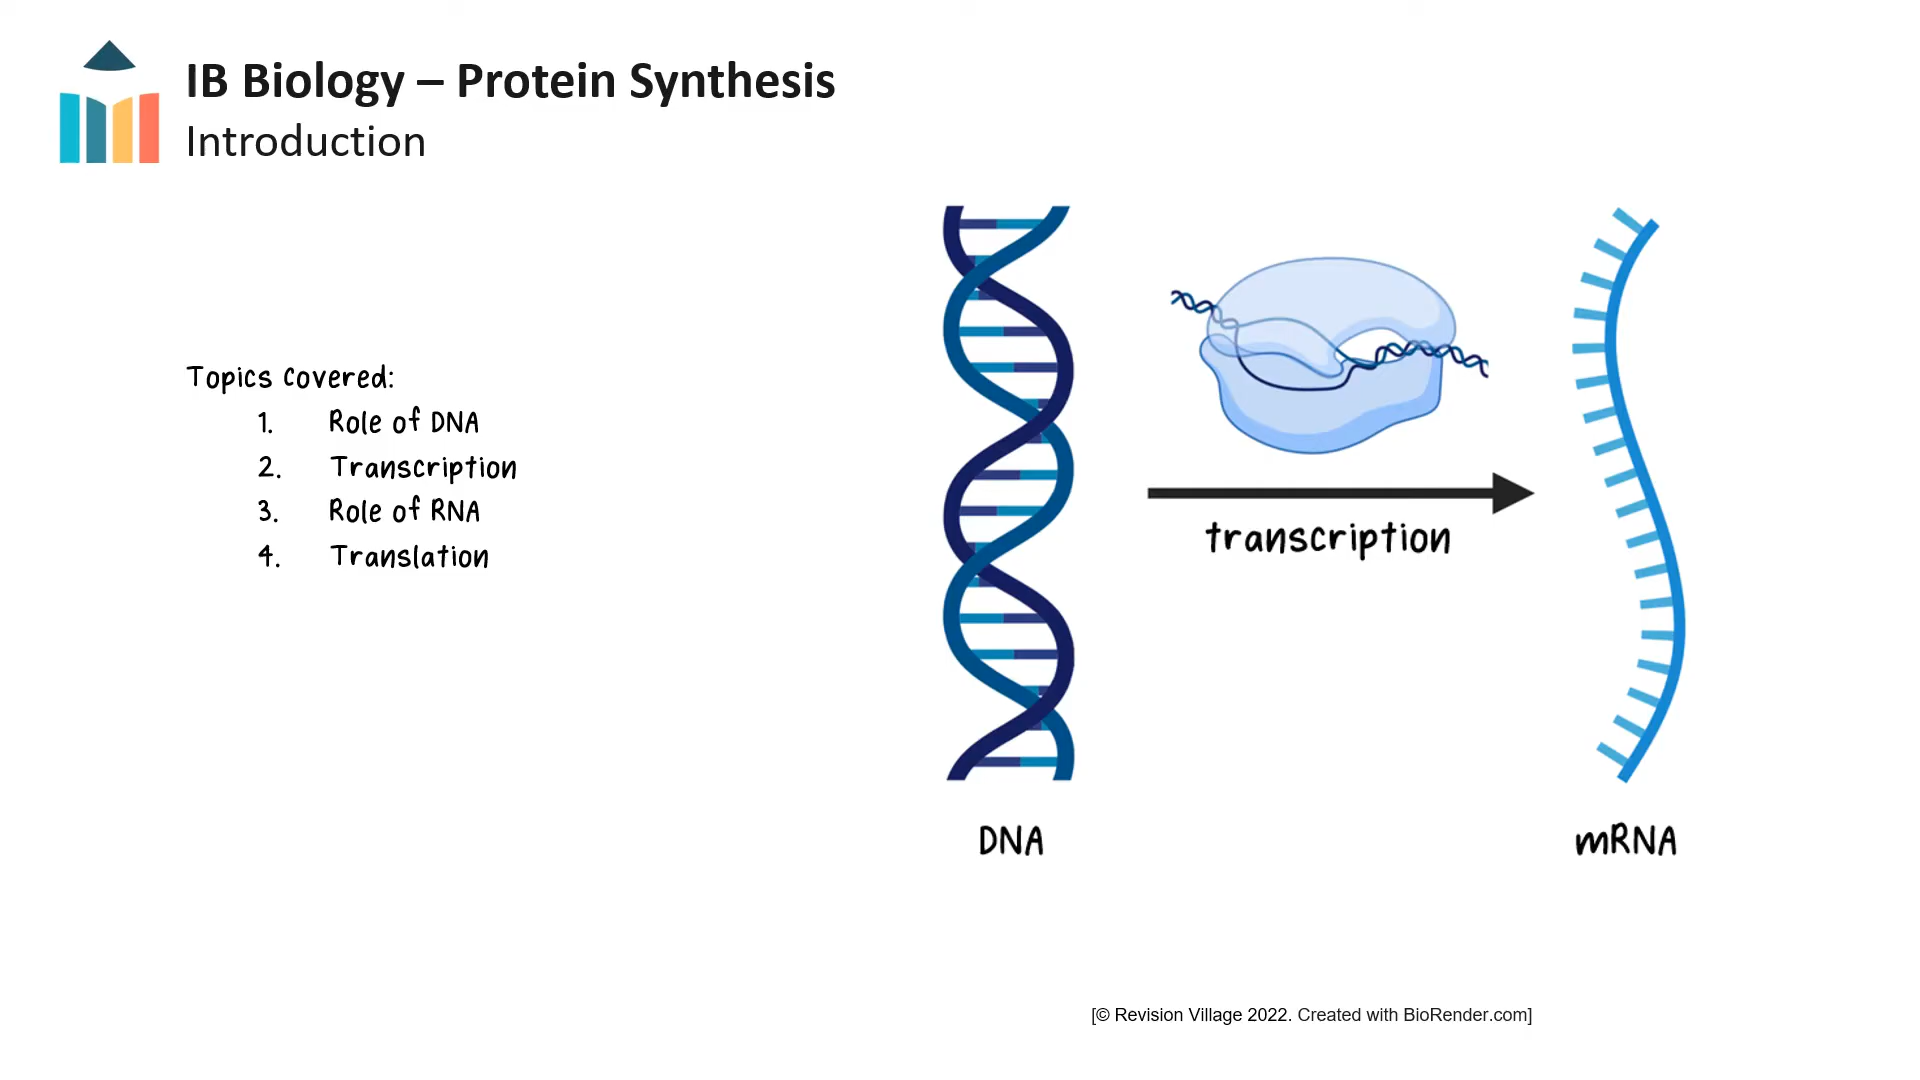 IB Biology – Protein Synthesis
Introduction
Topics covered:
1. Role of DNA
2. Transcription
3. Role of RNA
4. Translation
transcription
DNA
mRNA
[© Revision Village 2022. Created with BioRender.com]